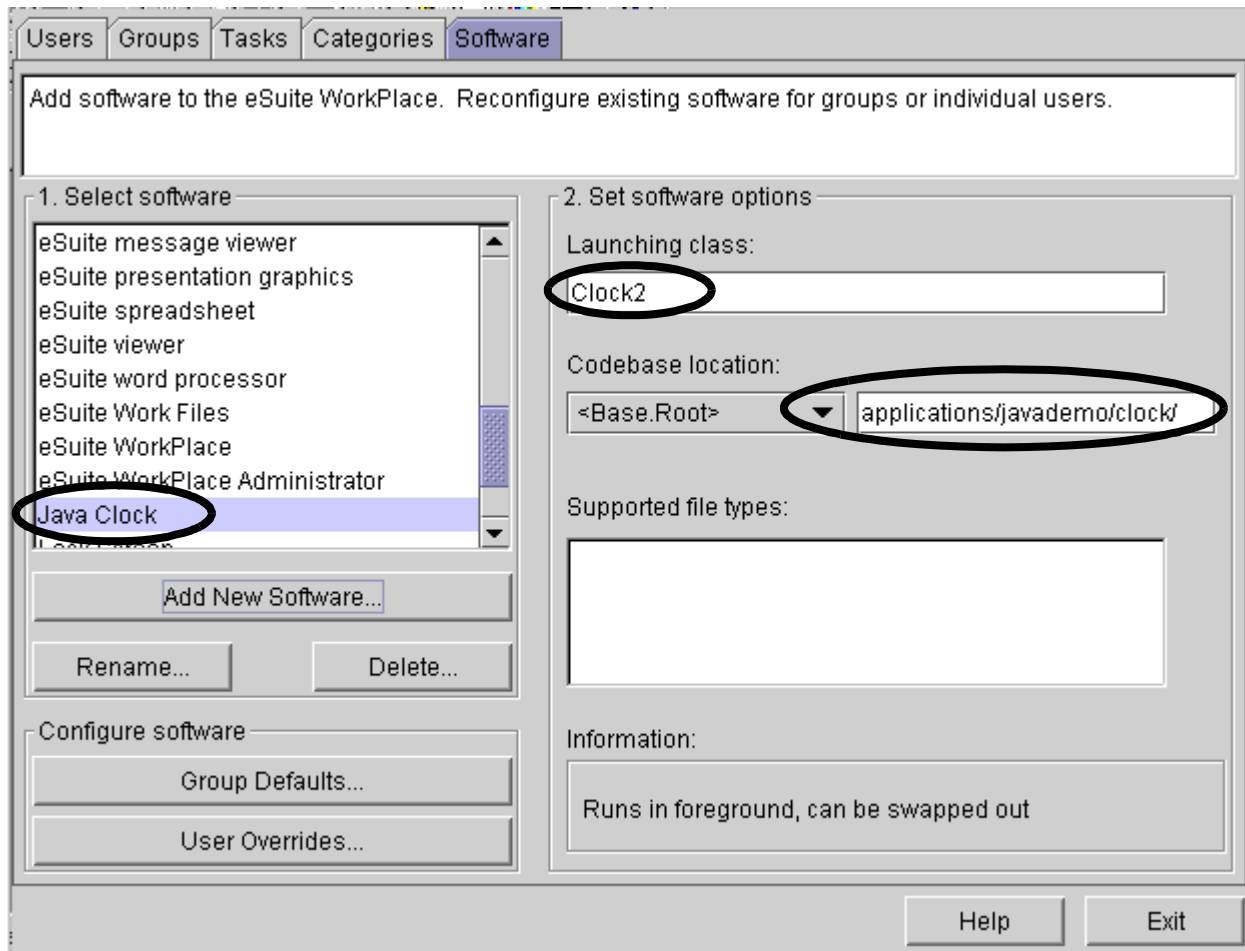 Users Groups Tasks Categories Software
Add software to the eSuite WorkPlace. Reconfigure existing software for groups or individual users.
1. Select software
eSuite message viewer
eSuite presentation graphics
eSuite spreadsheet
eSuite viewer
eSuite word processor
eSuite Work Files
eSuite WorkPlace
eSuite WorkPlace Administrator
Java Clock
Add New Software...
Rename... Delete...
Configure software
Group Defaults...
User Overrides...
2. Set software options
Launching class:
Clock2
Codebase location:
<Base.Root> applications/javademo/clock/
Supported file types:
Information:
Runs in foreground, can be swapped out
Help Exit